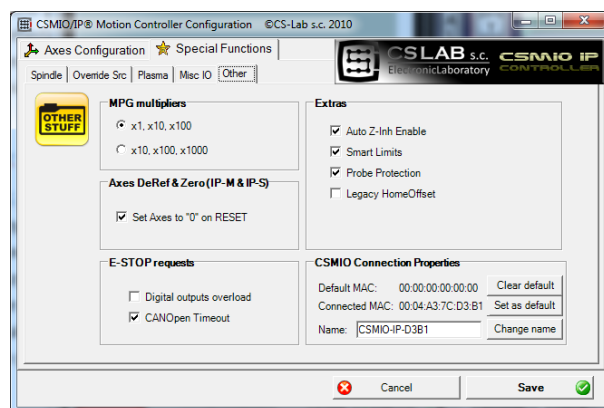 CSMIO/IP® Motion Controller Configuration ©CS-Lab s.c. 2010
Axes Configuration Special Functions
CSLAB s.c.
ElectronicLaboratory
CSMIO IP
CONTROLLER
Spindle Override Src Plasma Misc IO Other
OTHER
STUFF
MPG multipliers
x1, x10, x100
x10, x100, x1000
Axes DeRef & Zero (IP-M & IP-S)
Set Axes to "0" on RESET
E-STOP requests
Digital outputs overload
CANOpen Timeout
Extras
Auto Z-Inh Enable
Smart Limits
Probe Protection
Legacy HomeOffset
CSMIO Connection Properties
Default MAC: 00:00:00:00:00:00 Clear default
Connected MAC: 00:04:A3:7C:D3:B1 Set as default
Name: CSMIO-IP-D3B1 Change name
Cancel Save